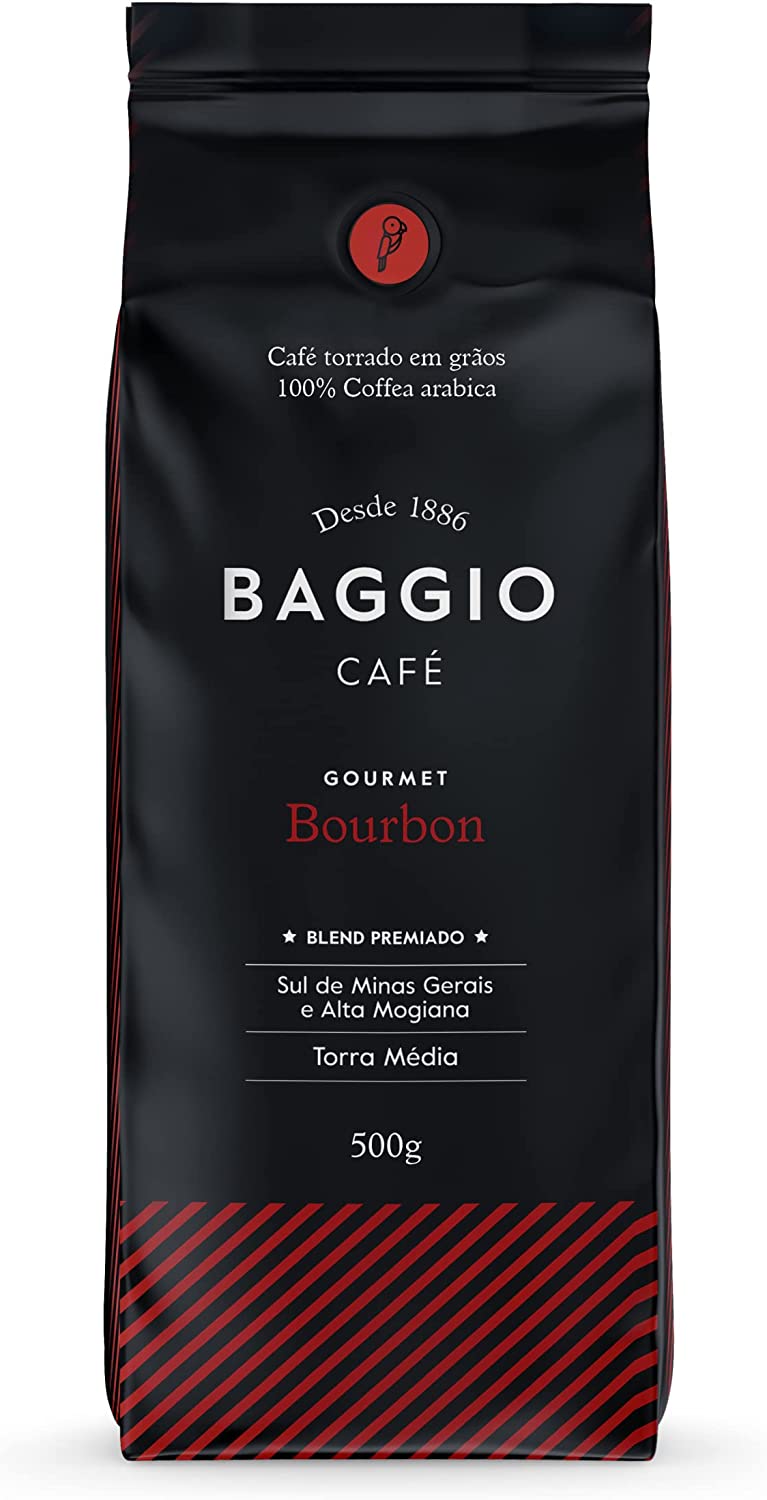 Café torrado em grãos
100% Coffea arabica
Desde 1886
BAGGIO
CAFÉ
GOURMET
Bourbon
★ BLEND PREMIADO ★
Sul de Minas Gerais
e Alta Mogiana
Torra Média
500g